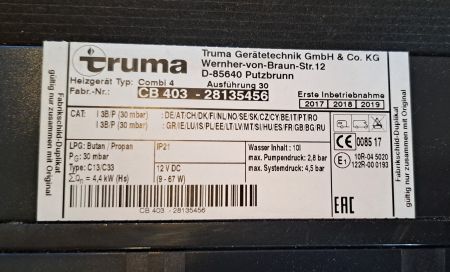 truma
Truma Gerätetechnik GmbH & Co. KG
Wernher-von-Braun-Str.12
D-85640 Putzbrunn
Heizgerät Typ: Combi 4
Ausführung 30
Fabr.-Nr.: CB 403 - 28135456
Erste Inbetriebnahme
2017 | 2018 | 2019
CAT: I 3B/P (30 mbar) : DE/AT/CH/DK/FI/NL/NO/SE/SK/CZ/CY/BE/IT/PT/RO
I 3B/P (30 mbar) : GR/IE/LU/IS/PL/EE/LT/LV/MT/SI/HU/ES/FR/GB/BG/RU
LPG: Butan / Propan
IP21
Wasser Inhalt : 10l
PG: 30 mbar
max. Pumpendruck: 2,8 bar
Type: C13/C33
12 V DC
max. Systemdruck: 4,5 bar
ΣQn = 4,4 kW (Hs)
(9 - 67 W)
CE 0085 17
E1 10R-04 5020
122R-00 0193
EAC
CB 403 - 28135456
Fabrikschild-Duplikat
gültig nur zusammen mit Original
Fabrikschild-Duplikat
gültig nur zusammen mit Original